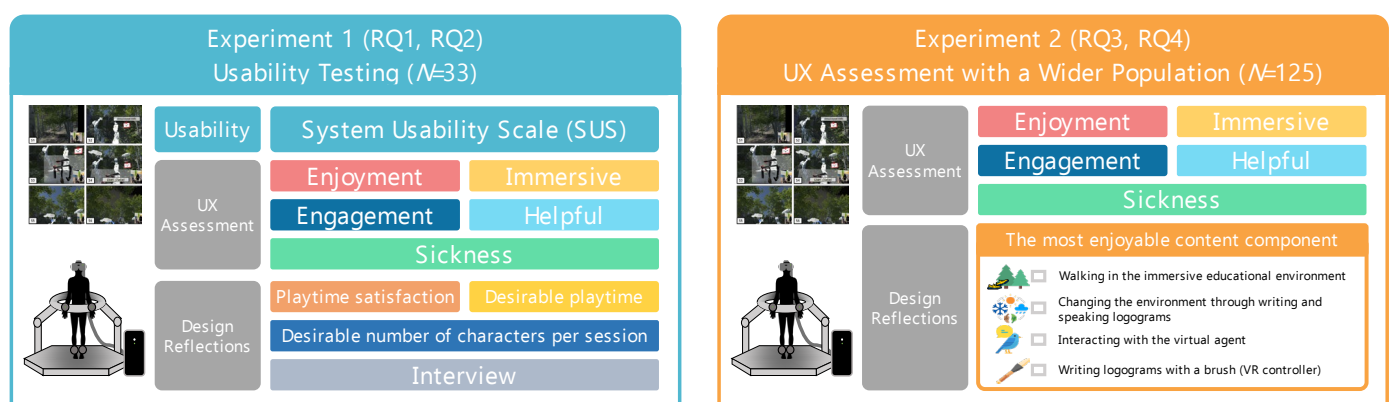 Experiment 1 (RQ1, RQ2)
Usability Testing (N=33)
Usability
System Usability Scale (SUS)
UX
Assessment
Enjoyment
Immersive
Engagement
Helpful
Sickness
Design
Reflections
Playtime satisfaction
Desirable playtime
Desirable number of characters per session
Interview
Experiment 2 (RQ3, RQ4)
UX Assessment with a Wider Population (N=125)
UX
Assessment
Enjoyment
Immersive
Engagement
Helpful
Sickness
Design
Reflections
The most enjoyable content component
Walking in the immersive educational environment
Changing the environment through writing and
speaking logograms
Interacting with the virtual agent
Writing logograms with a brush (VR controller)